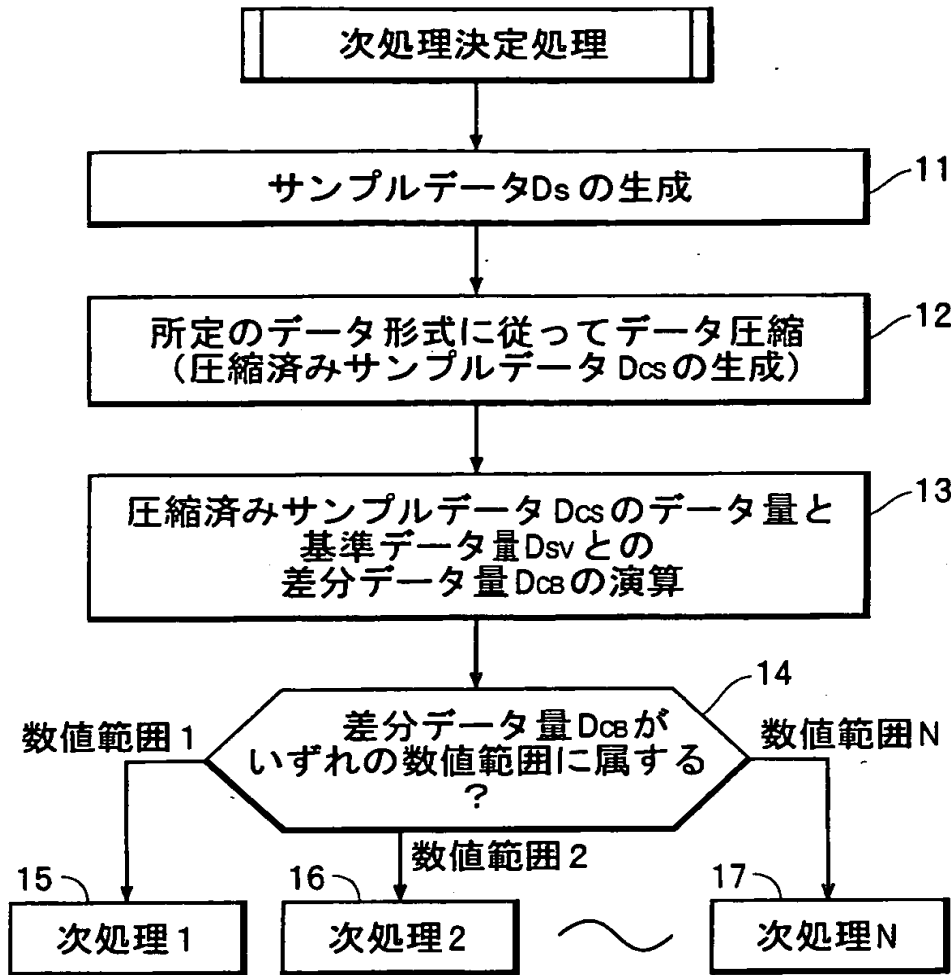 次処理決定処理
サンプルデータDsの生成
11
所定のデータ形式に従ってデータ圧縮
(圧縮済みサンプルデータDcsの生成)
12
圧縮済みサンプルデータDcsのデータ量と
基準データ量Dsvとの
差分データ量DCBの演算
13
差分データ量DCBが
いずれの数値範囲に属する
?
14
数値範囲1
数値範囲2
数値範囲N
15
次処理1
16
次処理2
〜
17
次処理N